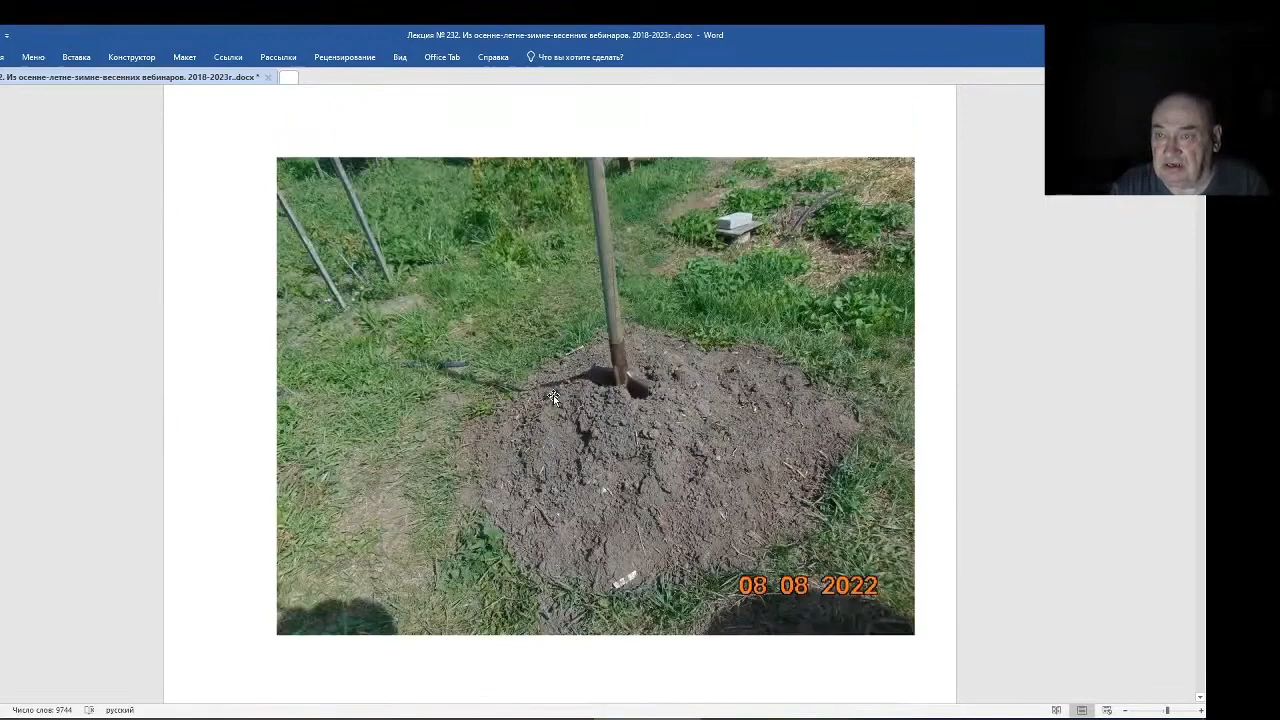 Лекция № 232. Из осенне-летне-зимне-весенних вебинаров. 2018-2023г..docx - Word
Меню Вставка Конструктор Макет Ссылки Рассылки Рецензирование Вид Office Tab Справка Что вы хотите сделать?
2. Из осенне-летне-зимне-весенних вебинаров. 2018-2023г..docx *
08 08 2022
Число слов: 9744 русский